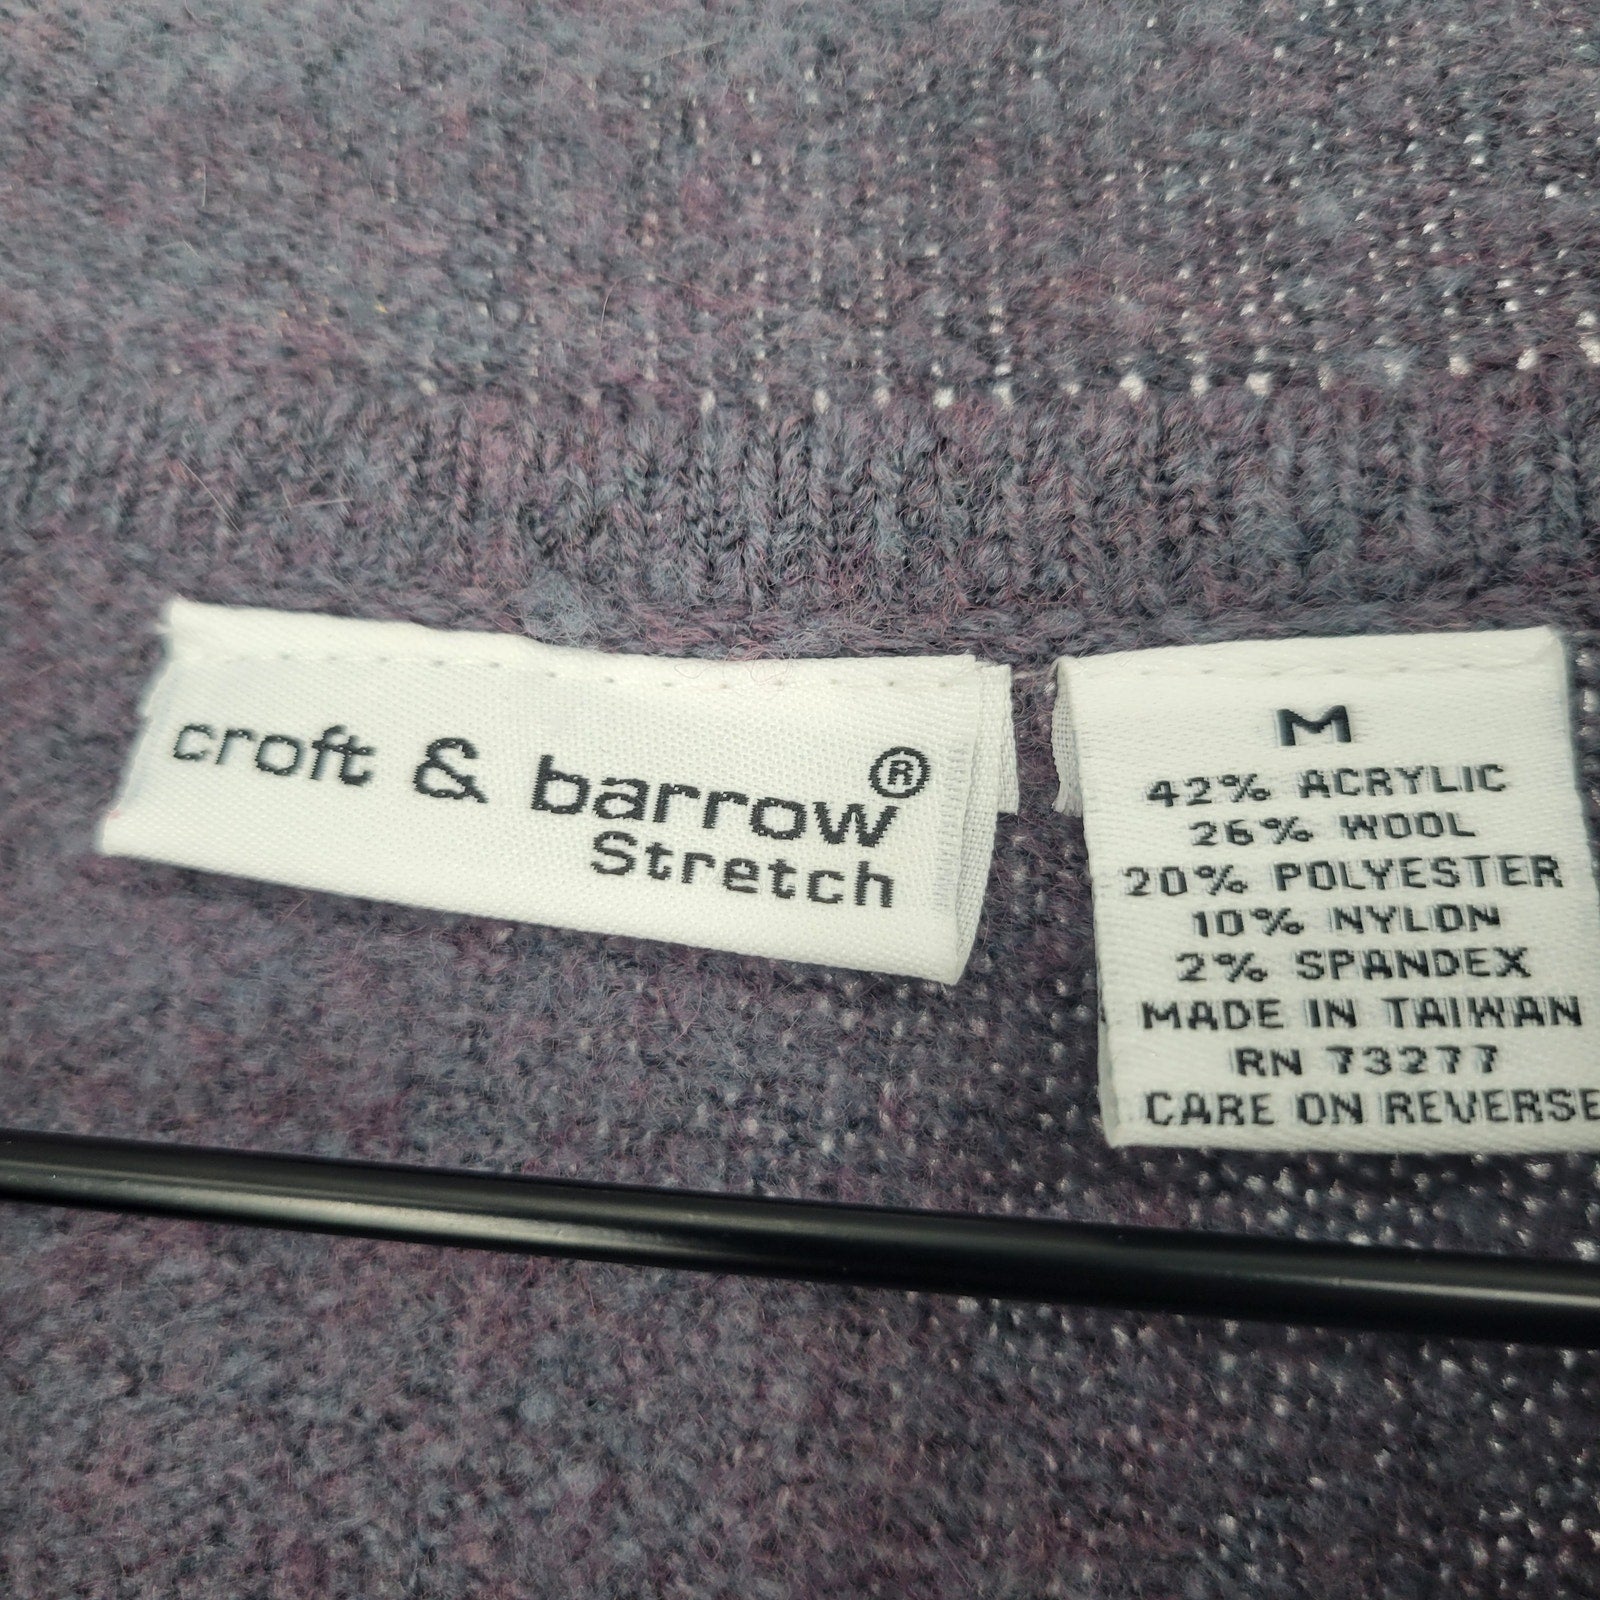 croft & barrow®
Stretch
M
42% ACRYLIC
26% WOOL
20% POLYESTER
10% NYLON
2% SPANDEX
MADE IN TAIWAN
RN 73277
CARE ON REVERSE